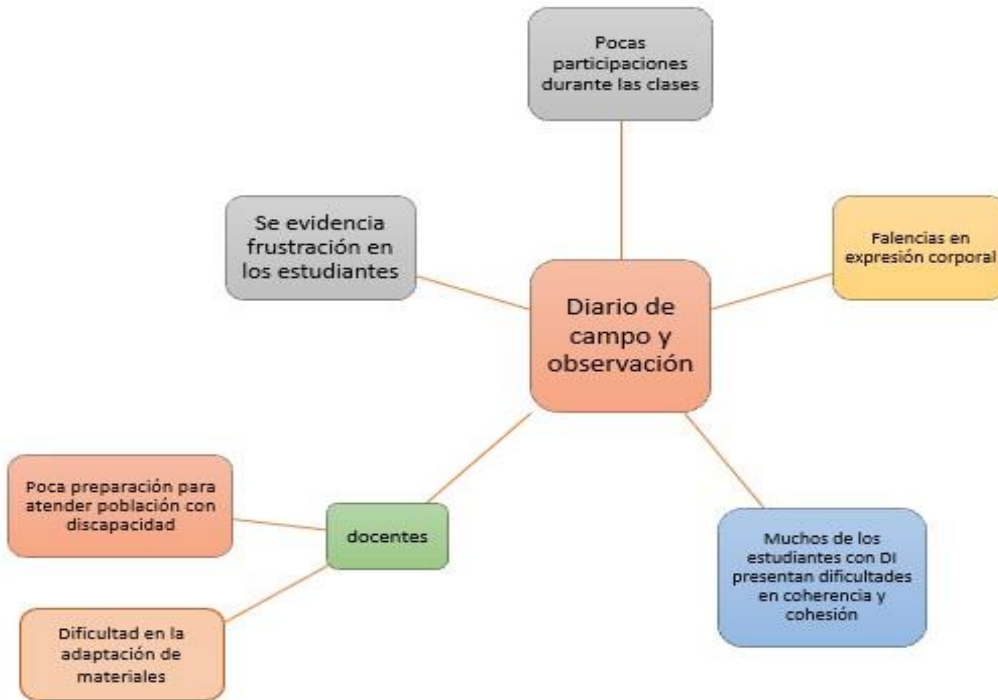 Pocas
participaciones
durante las clases
Se evidencia
frustración en
los estudiantes
Falencias en
expresión corporal
Diario de
campo y
observación
Poca preparación para
atender población con
discapacidad
docentes
Muchos de los
estudiantes con DI
presentan dificultades
en coherencia y
cohesión
Dificultad en la
adaptación de
materiales